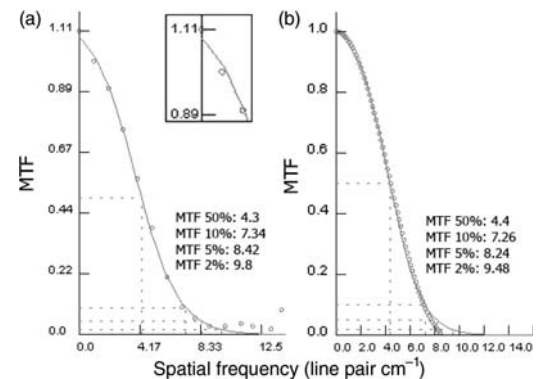 (a)
MTF
1.11
0.89
0.67
0.44
0.22
0.0
1.11
0.89
MTF 50%: 4.3
MTF 10%: 7.34
MTF 5%: 8.42
MTF 2%: 9.8
0.0 4.17 8.33 12.5
(b)
MTF
1.0
0.8
0.6
0.4
0.2
0.0
MTF 50%: 4.4
MTF 10%: 7.26
MTF 5%: 8.24
MTF 2%: 9.48
0.0 2.0 4.0 6.0 8.0 10.0 12.0 14.0
Spatial frequency (line pair cm⁻¹)